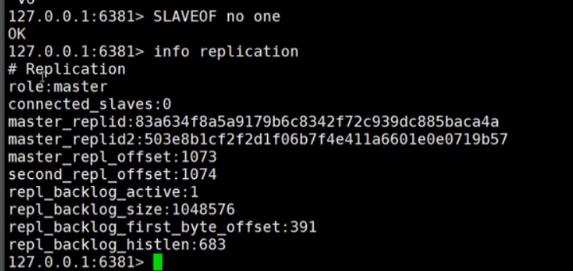 127.0.0.1:6381> SLAVEOF no one
OK
127.0.0.1:6381> info replication
# Replication
role:master
connected_slaves:0
master_replid:83a634f8a5a9179b6c8342f72c939dc885baca4a
master_replid2:503e8b1cf2f2d1f06b7f4e411a6601e0e0719b57
master_repl_offset:1073
second_repl_offset:1074
repl_backlog_active:1
repl_backlog_size:1048576
repl_backlog_first_byte_offset:391
repl_backlog_histlen:683
127.0.0.1:6381>